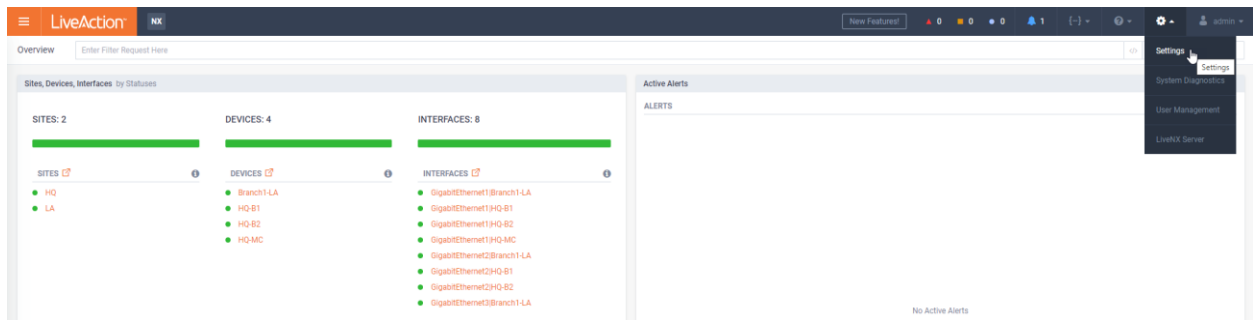 LiveAction NX New Features! 0 0 0 1 {--} admin
Overview Enter Filter Request Here </> Settings
Settings
Sites, Devices, Interfaces by Statuses Active Alerts System Diagnostics
ALERTS
SITES: 2 DEVICES: 4 INTERFACES: 8 User Management
LiveNX Server
SITES DEVICES INTERFACES
HQ Branch1-LA GigabitEthernet1|Branch1-LA
LA HQ-B1 GigabitEthernet1|HQ-B1
HQ-B2 GigabitEthernet1|HQ-B2
HQ-MC GigabitEthernet1|HQ-MC
GigabitEthernet2|Branch1-LA
GigabitEthernet2|HQ-B1
GigabitEthernet2|HQ-B2
GigabitEthernet3|Branch1-LA
No Active Alerts